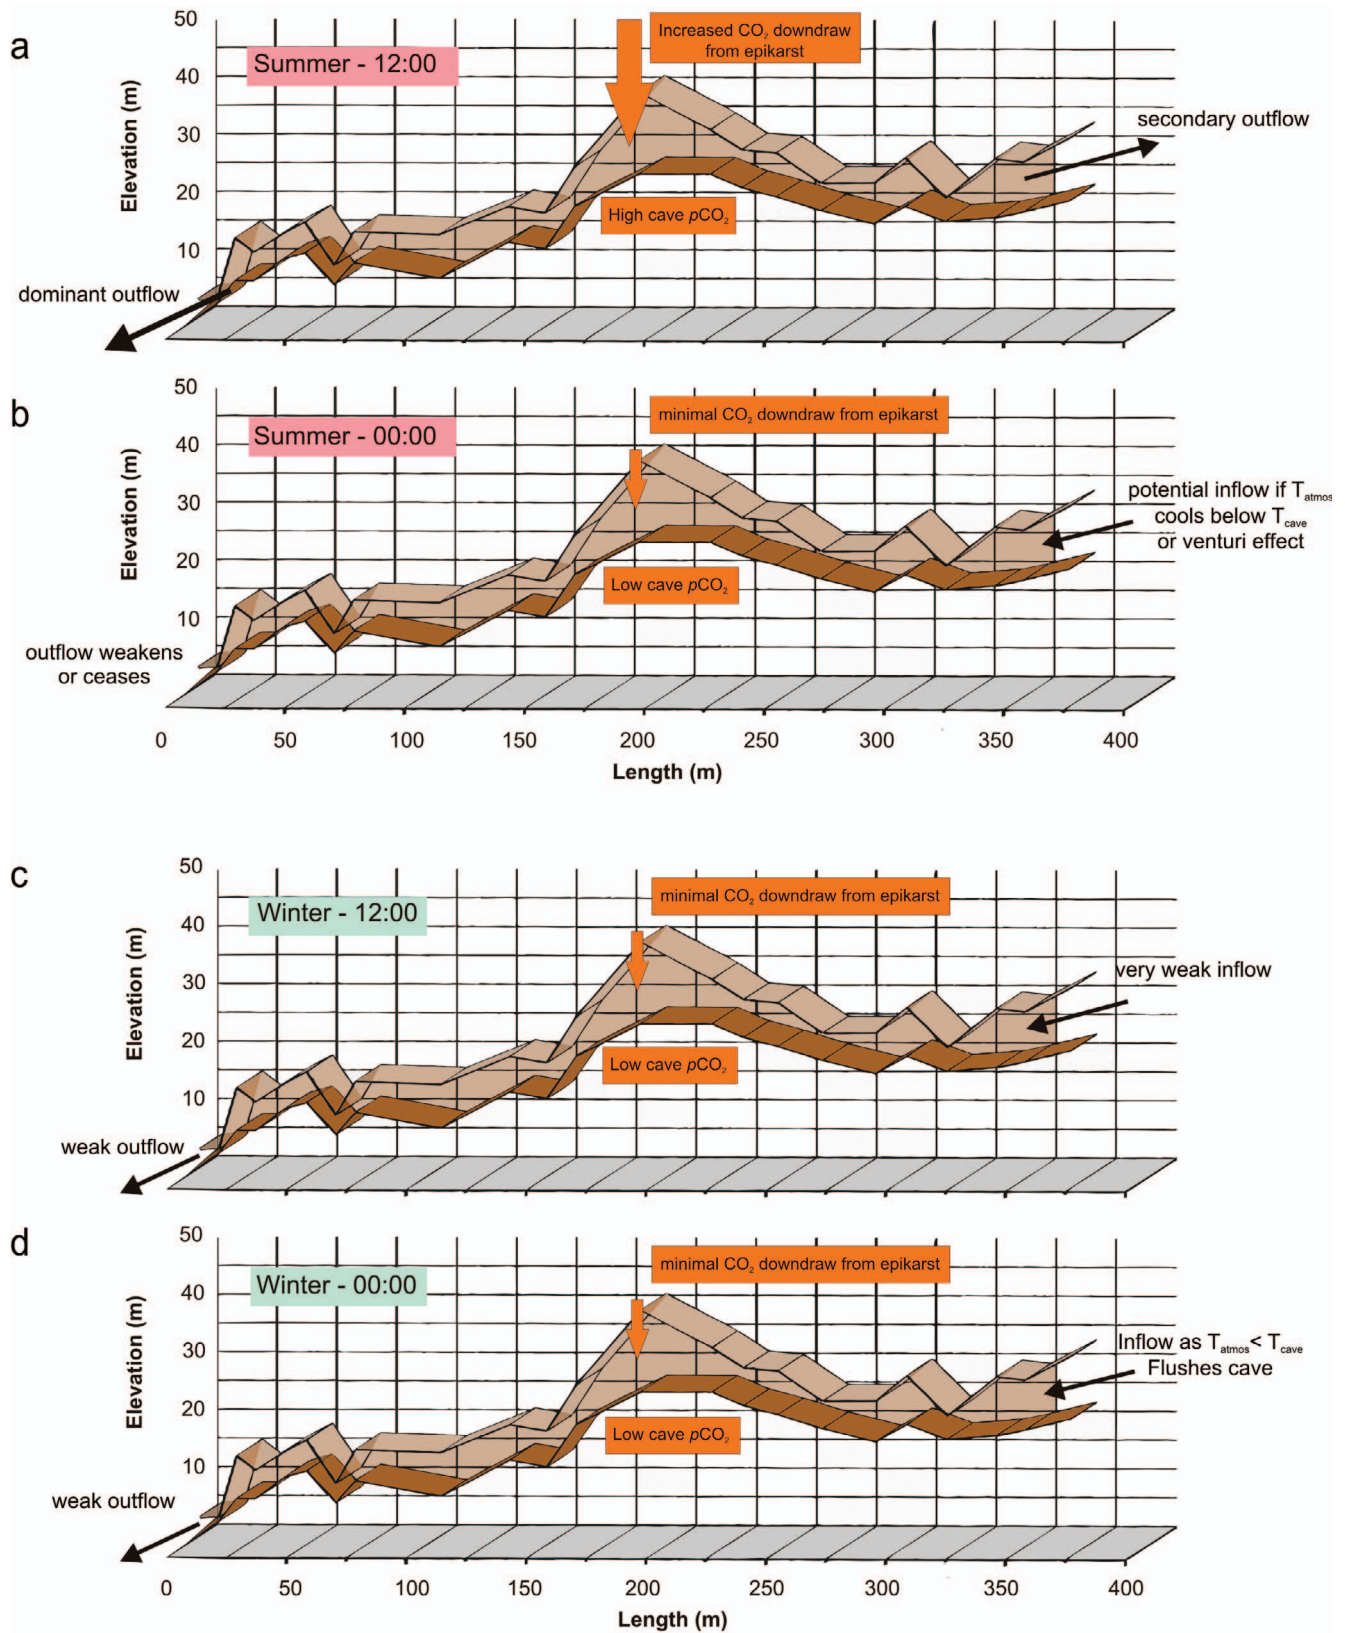 a
50
40
30
20
10
Elevation (m)
Summer - 12:00
Increased CO₂ downdraw
from epikarst
High cave pCO₂
secondary outflow
dominant outflow
b
50
40
30
20
10
Elevation (m)
Summer - 00:00
minimal CO₂ downdraw from epikarst
Low cave pCO₂
potential inflow if Tatmos
cools below Tcave
or venturi effect
outflow weakens
or ceases
0 50 100 150 200 250 300 350 400
Length (m)
c
50
40
30
20
10
Elevation (m)
Winter - 12:00
minimal CO₂ downdraw from epikarst
Low cave pCO₂
very weak inflow
weak outflow
d
50
40
30
20
10
Elevation (m)
Winter - 00:00
minimal CO₂ downdraw from epikarst
Low cave pCO₂
Inflow as Tatmos< Tcave
Flushes cave
weak outflow
0 50 100 150 200 250 300 350 400
Length (m)